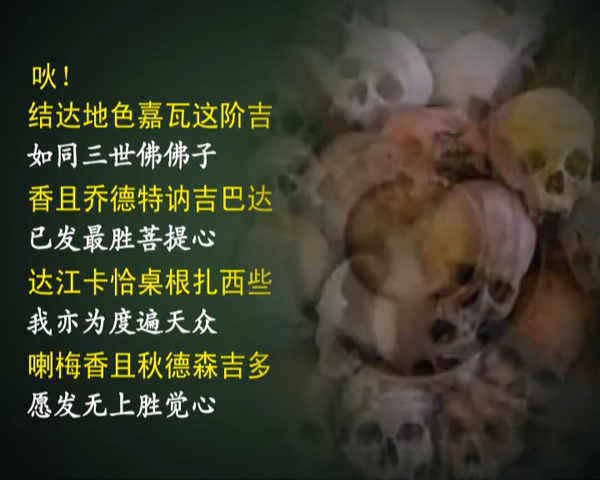 吙！
结达地色嘉瓦这阶吉
如同三世佛佛子
香且乔德特讷吉巴达
已发最胜菩提心
达江卡恰桌根扎西些
我亦为度遍天众
喇梅香且秋德森吉多
愿发无上胜觉心